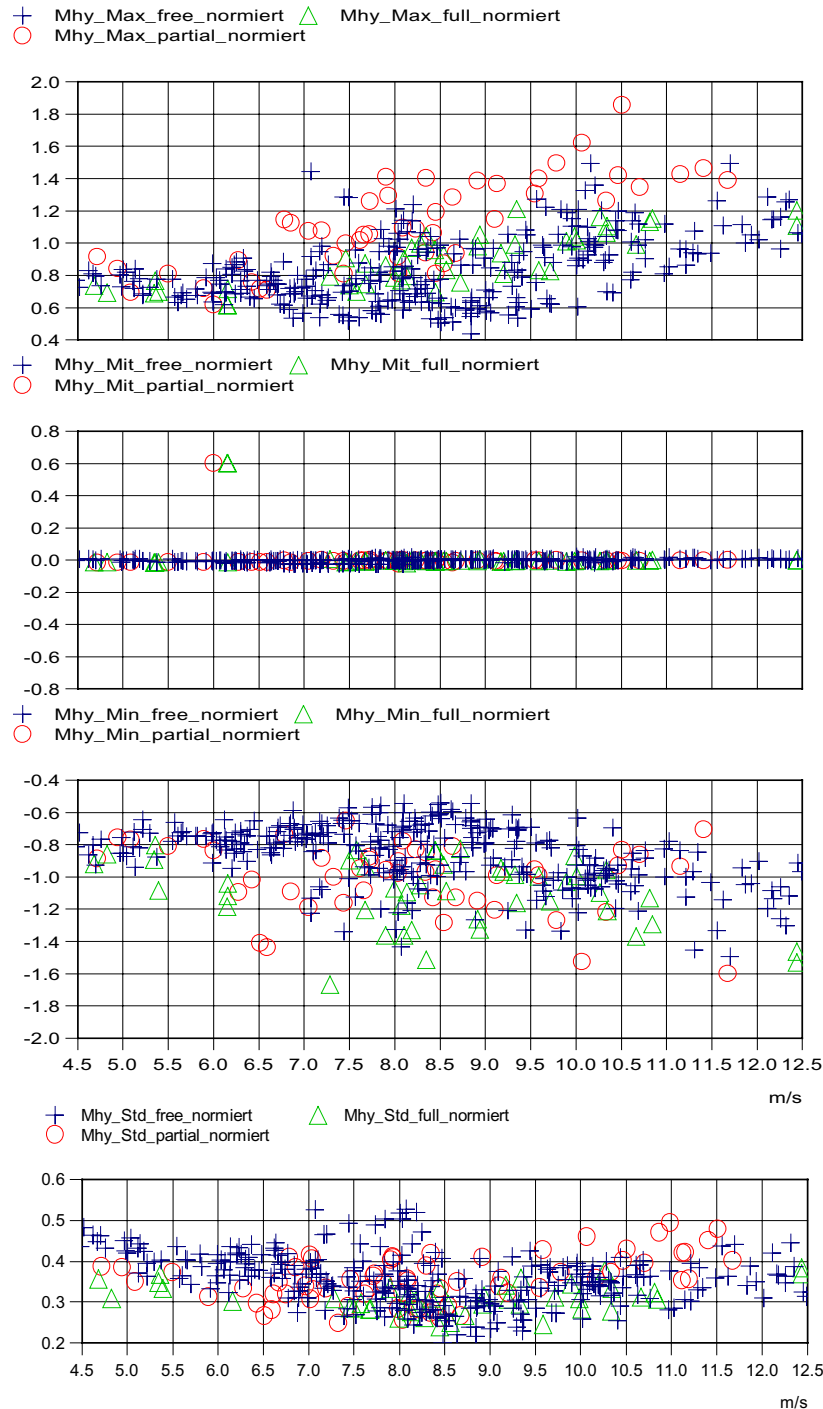 Mhy_Max_free_normiert Mhy_Max_full_normiert
Mhy_Max_partial_normiert
2.0
1.8
1.6
1.4
1.2
1.0
0.8
0.6
0.4
Mhy_Mit_free_normiert Mhy_Mit_full_normiert
Mhy_Mit_partial_normiert
0.8
0.6
0.4
0.2
0.0
-0.2
-0.4
-0.6
-0.8
Mhy_Min_free_normiert Mhy_Min_full_normiert
Mhy_Min_partial_normiert
-0.4
-0.6
-0.8
-1.0
-1.2
-1.4
-1.6
-1.8
-2.0
4.5 5.0 5.5 6.0 6.5 7.0 7.5 8.0 8.5 9.0 9.5 10.0 10.5 11.0 11.5 12.0 12.5
m/s
Mhy_Std_free_normiert Mhy_Std_full_normiert
Mhy_Std_partial_normiert
0.6
0.5
0.4
0.3
0.2
4.5 5.0 5.5 6.0 6.5 7.0 7.5 8.0 8.5 9.0 9.5 10.0 10.5 11.0 11.5 12.0 12.5
m/s